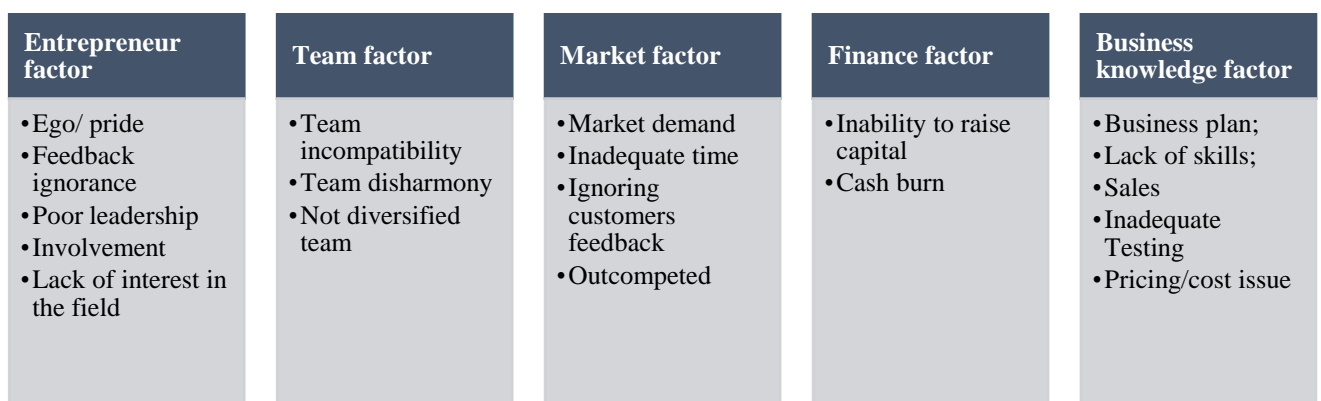 Entrepreneur
factor
•Ego/ pride
•Feedback
ignorance
•Poor leadership
•Involvement
•Lack of interest in
the field
Team factor
•Team
incompatibility
•Team disharmony
•Not diversified
team
Market factor
•Market demand
•Inadequate time
•Ignoring
customers
feedback
•Outcompeted
Finance factor
•Inability to raise
capital
•Cash burn
Business
knowledge factor
•Business plan;
•Lack of skills;
•Sales
•Inadequate
Testing
•Pricing/cost issue